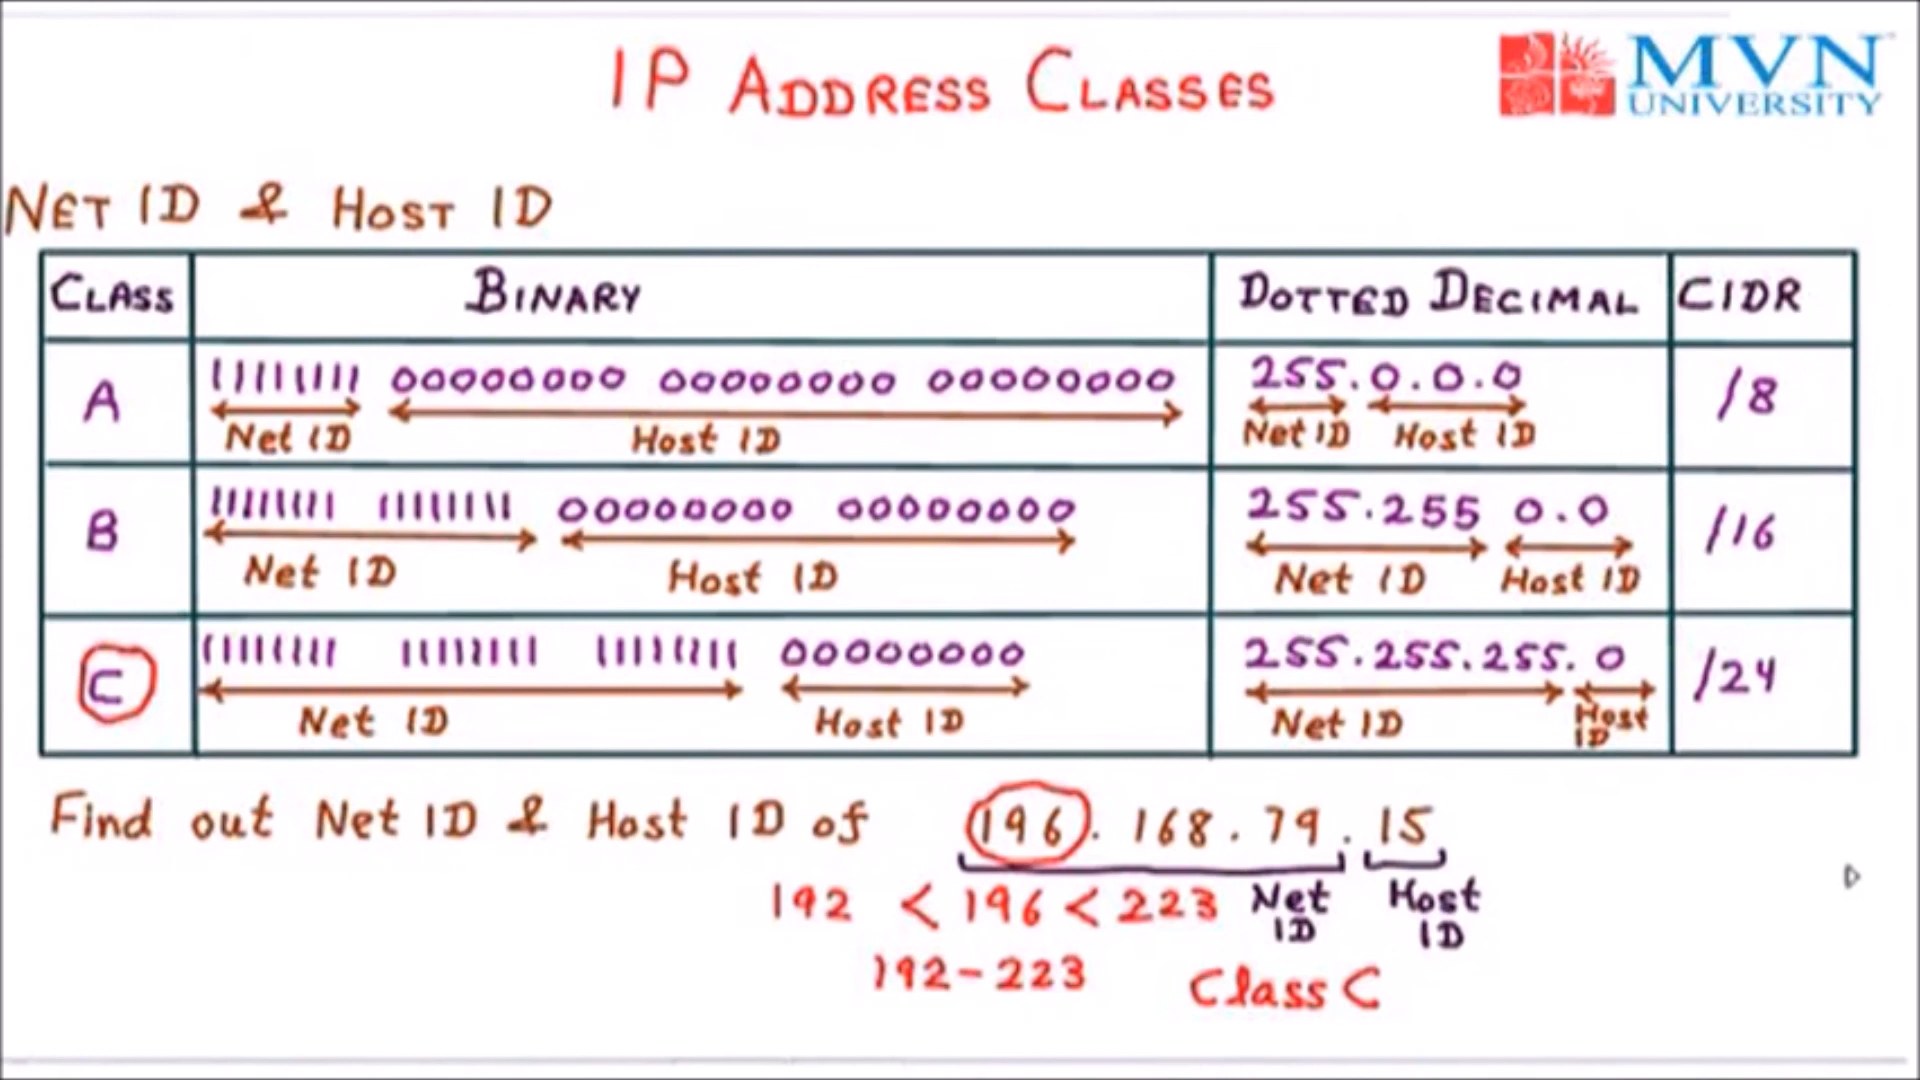 IP ADDRESS CLASSES
MVN
UNIVERSITY
NET ID & HOST ID
CLASS BINARY DOTTED DECIMAL CIDR
A 11111111 00000000 00000000 00000000 255.0.0.0 /8
Net ID Host ID Net ID Host ID
B 11111111 11111111 00000000 00000000 255.255 0.0 /16
Net ID Host ID Net ID Host ID
C 11111111 11111111 11111111 00000000 255.255.255.0 /24
Net ID Host ID Net ID Host ID
Find out Net ID & Host ID of 196.168.79.15
192 < 196 < 223 Net ID Host ID
192-223 Class C